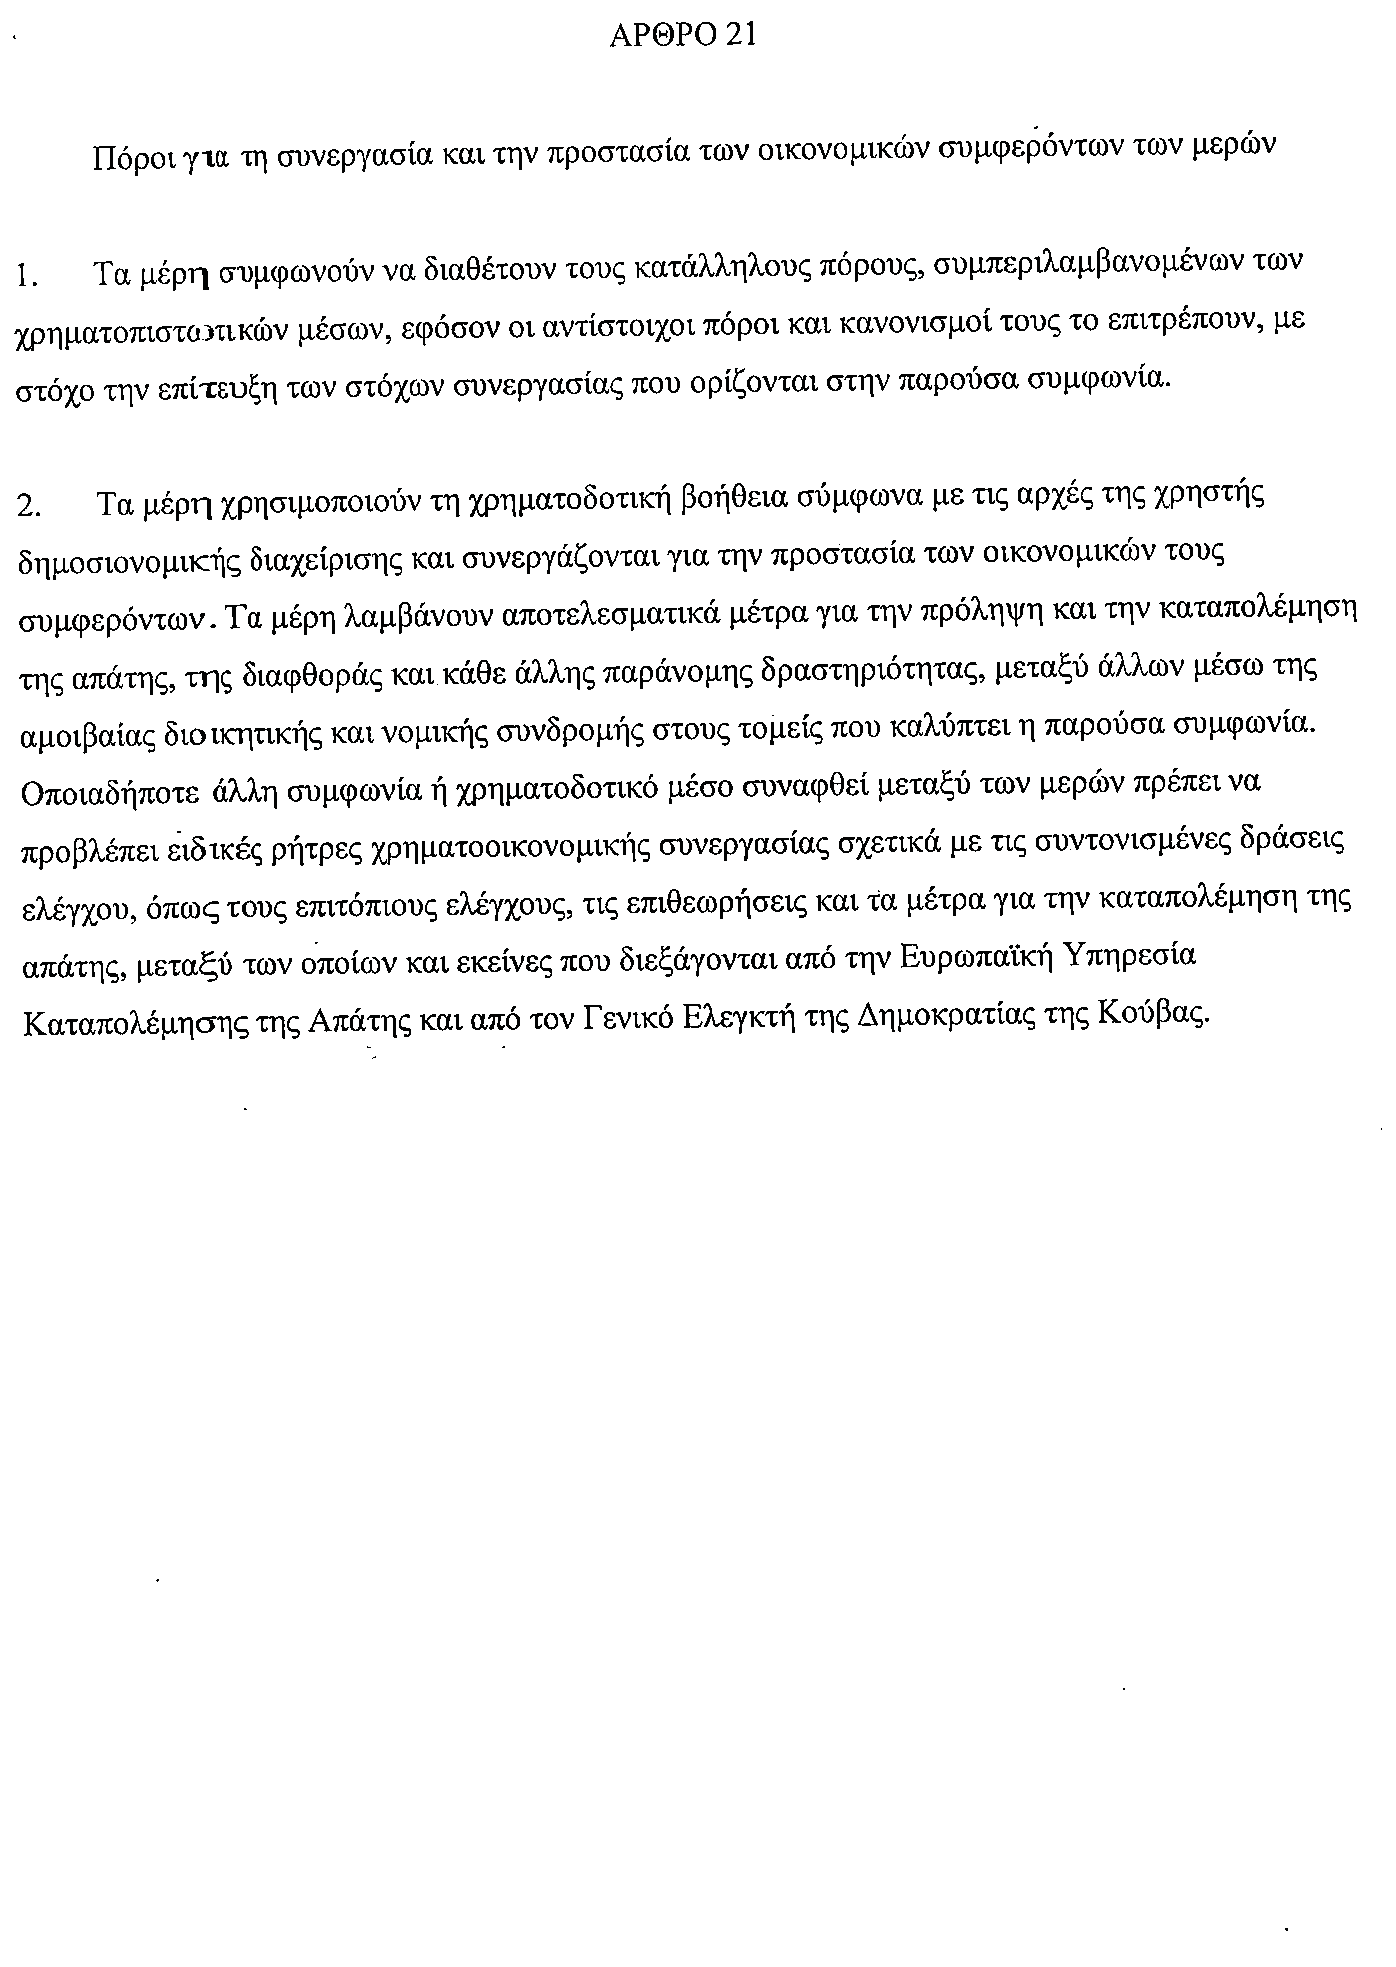 ΑΡΘΡΟ 21
Πόροι για τη συνεργασία και την προστασία των οικονομικών συμφερόντων των μερών
1. Τα μέρη συμφωνούν να διαθέτουν τους κατάλληλους πόρους, συμπεριλαμβανομένων των
χρηματοπιστωτικών μέσων, εφόσον οι αντίστοιχοι πόροι και κανονισμοί τους το επιτρέπουν, με
στόχο την επίτευξη των στόχων συνεργασίας που ορίζονται στην παρούσα συμφωνία.
2. Τα μέρη χρησιμοποιούν τη χρηματοδοτική βοήθεια σύμφωνα με τις αρχές της χρηστής
δημοσιονομικής διαχείρισης και συνεργάζονται για την προστασία των οικονομικών τους
συμφερόντων. Τα μέρη λαμβάνουν αποτελεσματικά μέτρα για την πρόληψη και την καταπολέμηση
της απάτης, της διαφθοράς και κάθε άλλης παράνομης δραστηριότητας, μεταξύ άλλων μέσω της
αμοιβαίας διοικητικής και νομικής συνδρομής στους τομείς που καλύπτει η παρούσα συμφωνία.
Οποιαδήποτε άλλη συμφωνία ή χρηματοδοτικό μέσο συναφθεί μεταξύ των μερών πρέπει να
προβλέπει ειδικές ρήτρες χρηματοοικονομικής συνεργασίας σχετικά με τις συντονισμένες δράσεις
ελέγχου, όπως τους επιτόπιους ελέγχους, τις επιθεωρήσεις και τα μέτρα για την καταπολέμηση της
απάτης, μεταξύ των οποίων και εκείνες που διεξάγονται από την Ευρωπαϊκή Υπηρεσία
Καταπολέμησης της Απάτης και από τον Γενικό Ελεγκτή της Δημοκρατίας της Κούβας.